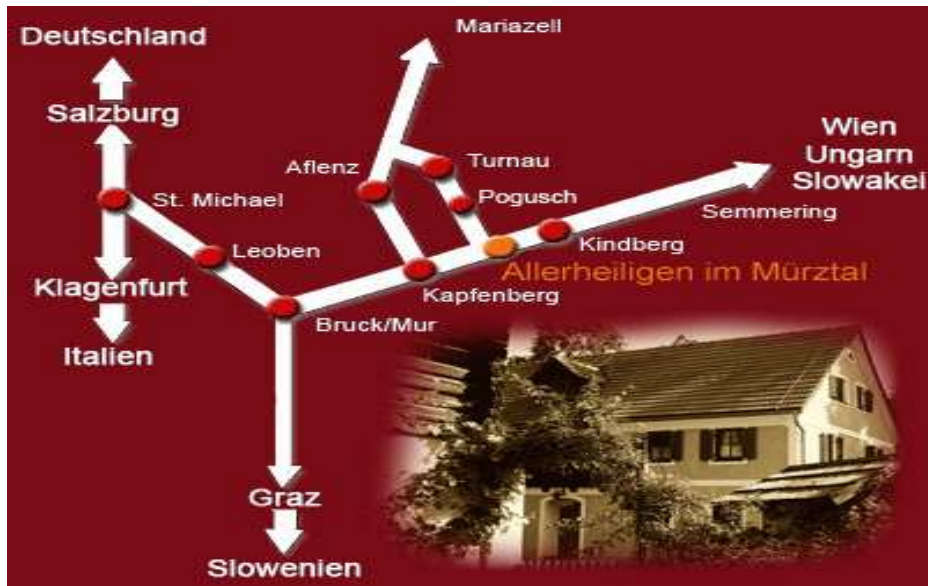 Deutschland
Mariazell
Salzburg
Wien
Ungarn
Slowakei
Aflenz
Turnau
St. Michael
Pogusch
Semmering
Leoben
Kindberg
Allerheiligen im Mürztal
Klagenfurt
Kapfenberg
Bruck/Mur
Italien
Graz
Slowenien